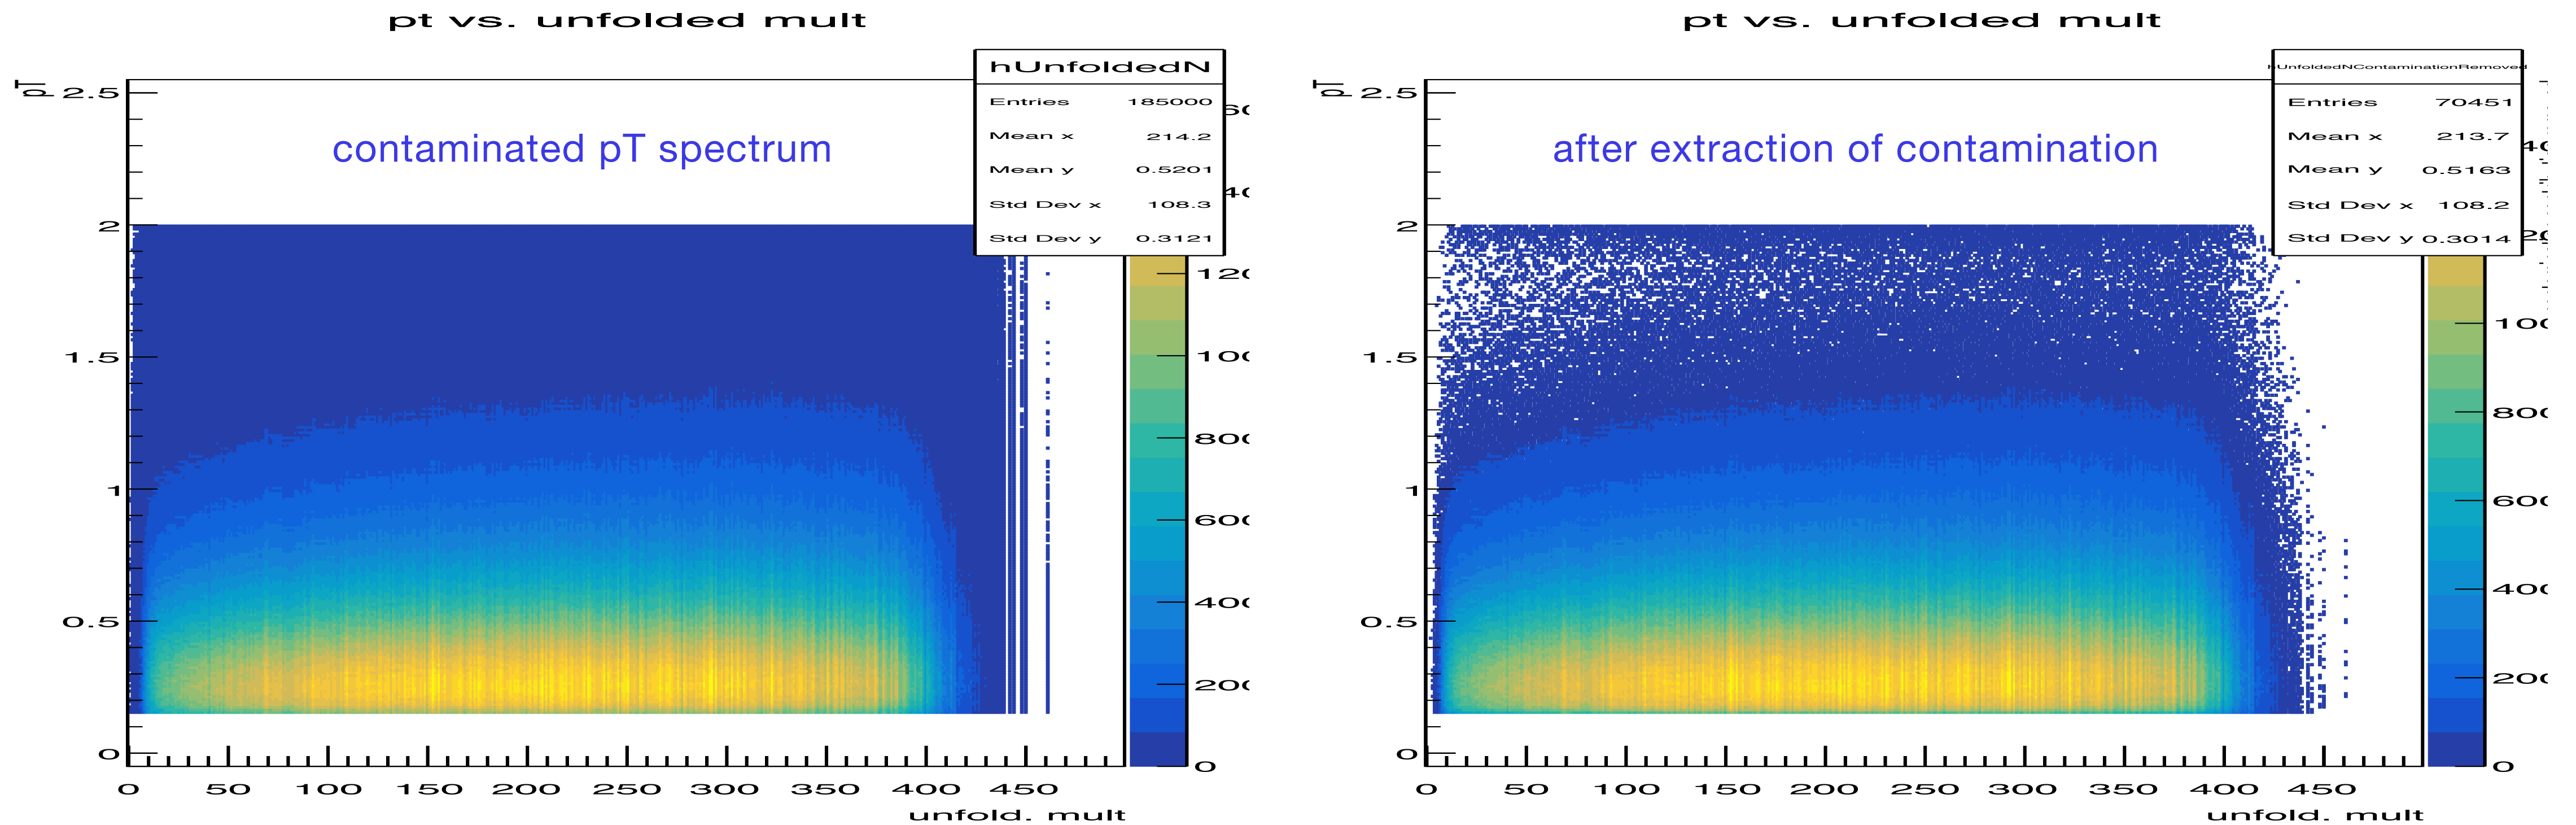 pt vs. unfolded mult
hUnfoldedN
Entries 185000
Mean x 214.2
Mean y 0.5201
Std Dev x 108.3
Std Dev y 0.3121
contaminated pT spectrum
pT
2.5
2
1.5
1
0.5
0
0 50 100 150 200 250 300 350 400 450
unfold. mult
0
pt vs. unfolded mult
hUnfoldedNContaminationRemoved
Entries 70451
Mean x 213.7
Mean y 0.5163
Std Dev x 108.2
Std Dev y 0.3014
after extraction of contamination
pT
2.5
2
1.5
1
0.5
0
0 50 100 150 200 250 300 350 400 450
unfold. mult
0